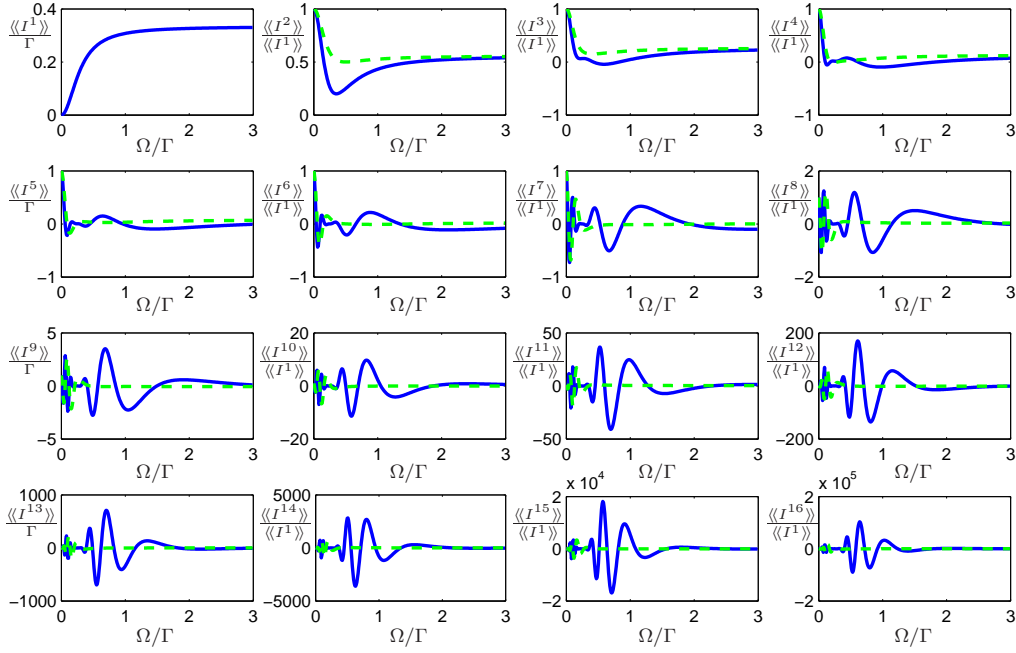 0.4
⟪I¹⟫
Γ
0.2
0
0 1 2 3
Ω/Γ
1
⟪I²⟫
⟪I¹⟫
0.5
0
0 1 2 3
Ω/Γ
1
⟪I³⟫
⟪I¹⟫
0
−1
0 1 2 3
Ω/Γ
1
⟪I⁴⟫
⟪I¹⟫
0
−1
0 1 2 3
Ω/Γ
1
⟪I⁵⟫
Γ
0
−1
0 1 2 3
Ω/Γ
1
⟪I⁶⟫
⟪I¹⟫
0
−1
0 1 2 3
Ω/Γ
1
⟪I⁷⟫
⟪I¹⟫
0
−1
0 1 2 3
Ω/Γ
2
⟪I⁸⟫
⟪I¹⟫
0
−2
0 1 2 3
Ω/Γ
5
⟪I⁹⟫
Γ
0
−5
0 1 2 3
Ω/Γ
20
⟪I¹⁰⟫
⟪I¹⟫
0
−20
0 1 2 3
Ω/Γ
50
⟪I¹¹⟫
⟪I¹⟫
0
−50
0 1 2 3
Ω/Γ
200
⟪I¹²⟫
⟪I¹⟫
0
−200
0 1 2 3
Ω/Γ
1000
⟪I¹³⟫
Γ
0
−1000
0 1 2 3
Ω/Γ
5000
⟪I¹⁴⟫
⟪I¹⟫
0
−5000
0 1 2 3
Ω/Γ
x 10⁴
2
⟪I¹⁵⟫
⟪I¹⟫
0
−2
0 1 2 3
Ω/Γ
x 10⁵
2
⟪I¹⁶⟫
⟪I¹⟫
0
−2
0 1 2 3
Ω/Γ